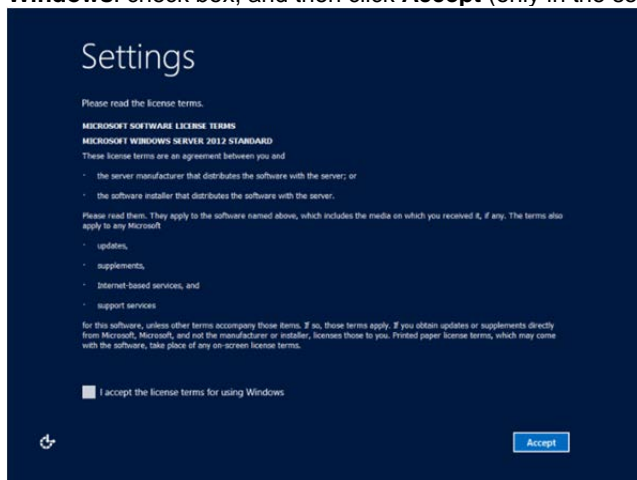 Windows. check box, and then click Accept (only in the
Settings
Please read the license terms.
MICROSOFT SOFTWARE LICENSE TERMS
MICROSOFT WINDOWS SERVER 2012 STANDARD
These license terms are an agreement between you and
· the server manufacturer that distributes the software with the server; or
· the software installer that distributes the software with the server.
Please read them. They apply to the software named above, which includes the media on which you received it, if any. The terms also
apply to any Microsoft
· updates,
· supplements,
· Internet-based services, and
· support services
for this software, unless other terms accompany those items. If so, those terms apply. If you obtain updates or supplements directly
from Microsoft, Microsoft, and not the manufacturer or installer, licenses those to you. Printed paper license terms, which may come
with the software, take place of any on-screen license terms.
I accept the license terms for using Windows
Accept